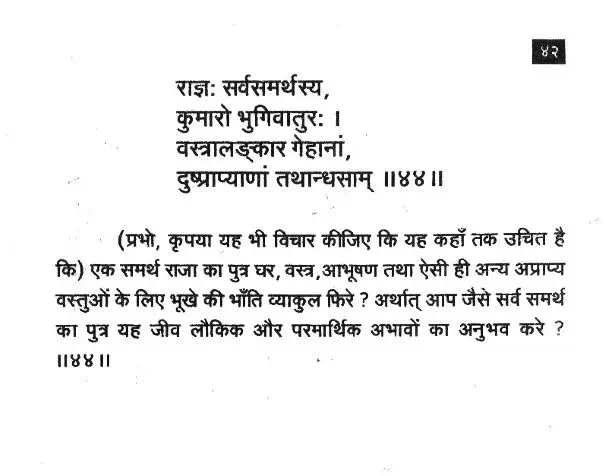 ४२
राज्ञः सर्वसमर्थस्य,
कुमारो भुगिवातुरः ।
वस्त्रालङ्कार गेहानां,
दुष्प्राप्याणां तथान्धसाम् ॥४४॥
(प्रभो, कृपया यह भी विचार कीजिए कि यह कहाँ तक उचित है
कि) एक समर्थ राजा का पुत्र घर, वस्त्र,आभूषण तथा ऐसी ही अन्य अप्राप्य
वस्तुओं के लिए भूखे की भाँति व्याकुल फिरे ? अर्थात् आप जैसे सर्व समर्थ
का पुत्र यह जीव लौकिक और परमार्थिक अभावों का अनुभव करे ?
॥४४॥